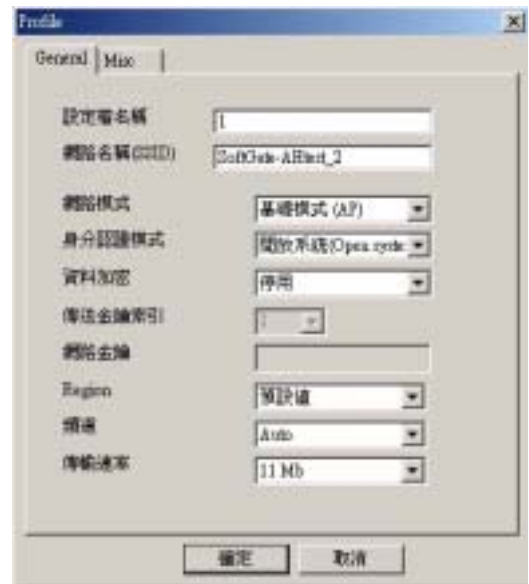 Profile
General Misc
設定檔名稱 1
網路名稱(SSID)
網路模式 基礎模式 (AP)
身分認證模式 開放系統(Open syste
資料加密 停用
傳送金鑰索引 1
網路金鑰
Region 預設值
頻道 Auto
傳輸速率 11 Mb
確定 取消